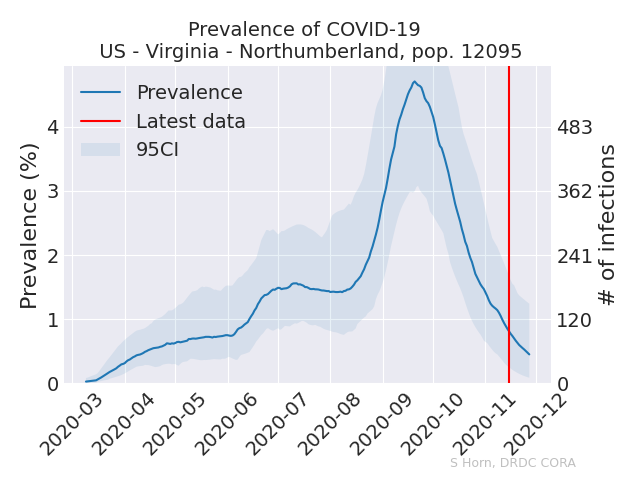 Prevalence of COVID-19
US - Virginia - Northumberland, pop. 12095
Prevalence
Latest data
95CI
Prevalence (%)
4
3
2
1
0
483
362
241
120
0
# of infections
2020-03
2020-04
2020-05
2020-06
2020-07
2020-08
2020-09
2020-10
2020-11
2020-12
S Horn, DRDC CORA